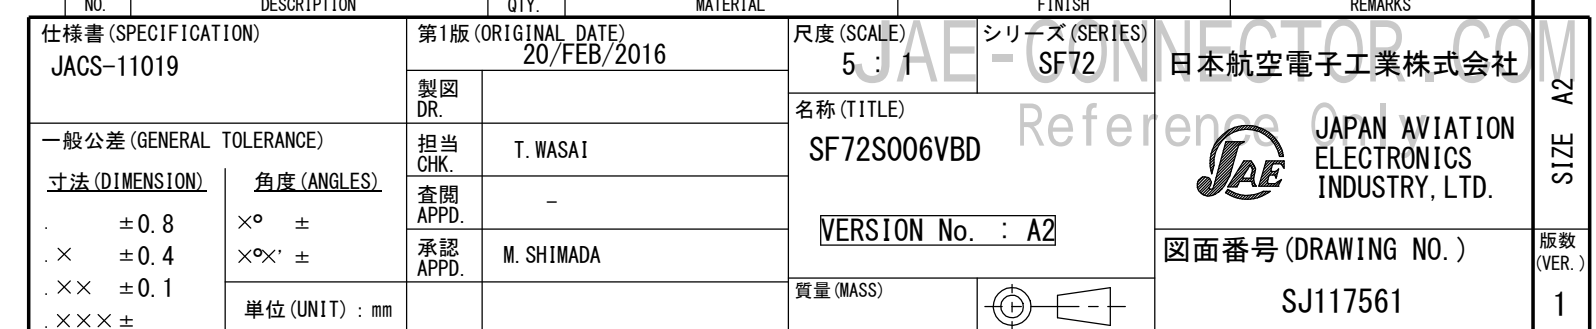 NO. DESCRIPTION QTY. MATERIAL FINISH REMARKS
仕様書(SPECIFICATION)
JACS-11019
第1版(ORIGINAL DATE)
20/FEB/2016
尺度(SCALE)
5 : 1
シリーズ(SERIES)
SF72
JAE-CONNECTOR.COM
Reference Only
日本航空電子工業株式会社
JAE
JAPAN AVIATION
ELECTRONICS
INDUSTRY, LTD.
SIZE A2
製図
DR.
担当
CHK.
T. WASAI
査閲
APPD.
-
承認
APPD.
M. SHIMADA
名称(TITLE)
SF72S006VBD
VERSION No. : A2
質量(MASS)
一般公差(GENERAL TOLERANCE)
寸法(DIMENSION)
. ±0.8
.× ±0.4
.×× ±0.1
.×××±
角度(ANGLES)
×° ±
×°×' ±
単位(UNIT) : mm
図面番号(DRAWING NO.)
SJ117561
版数
(VER.)
1